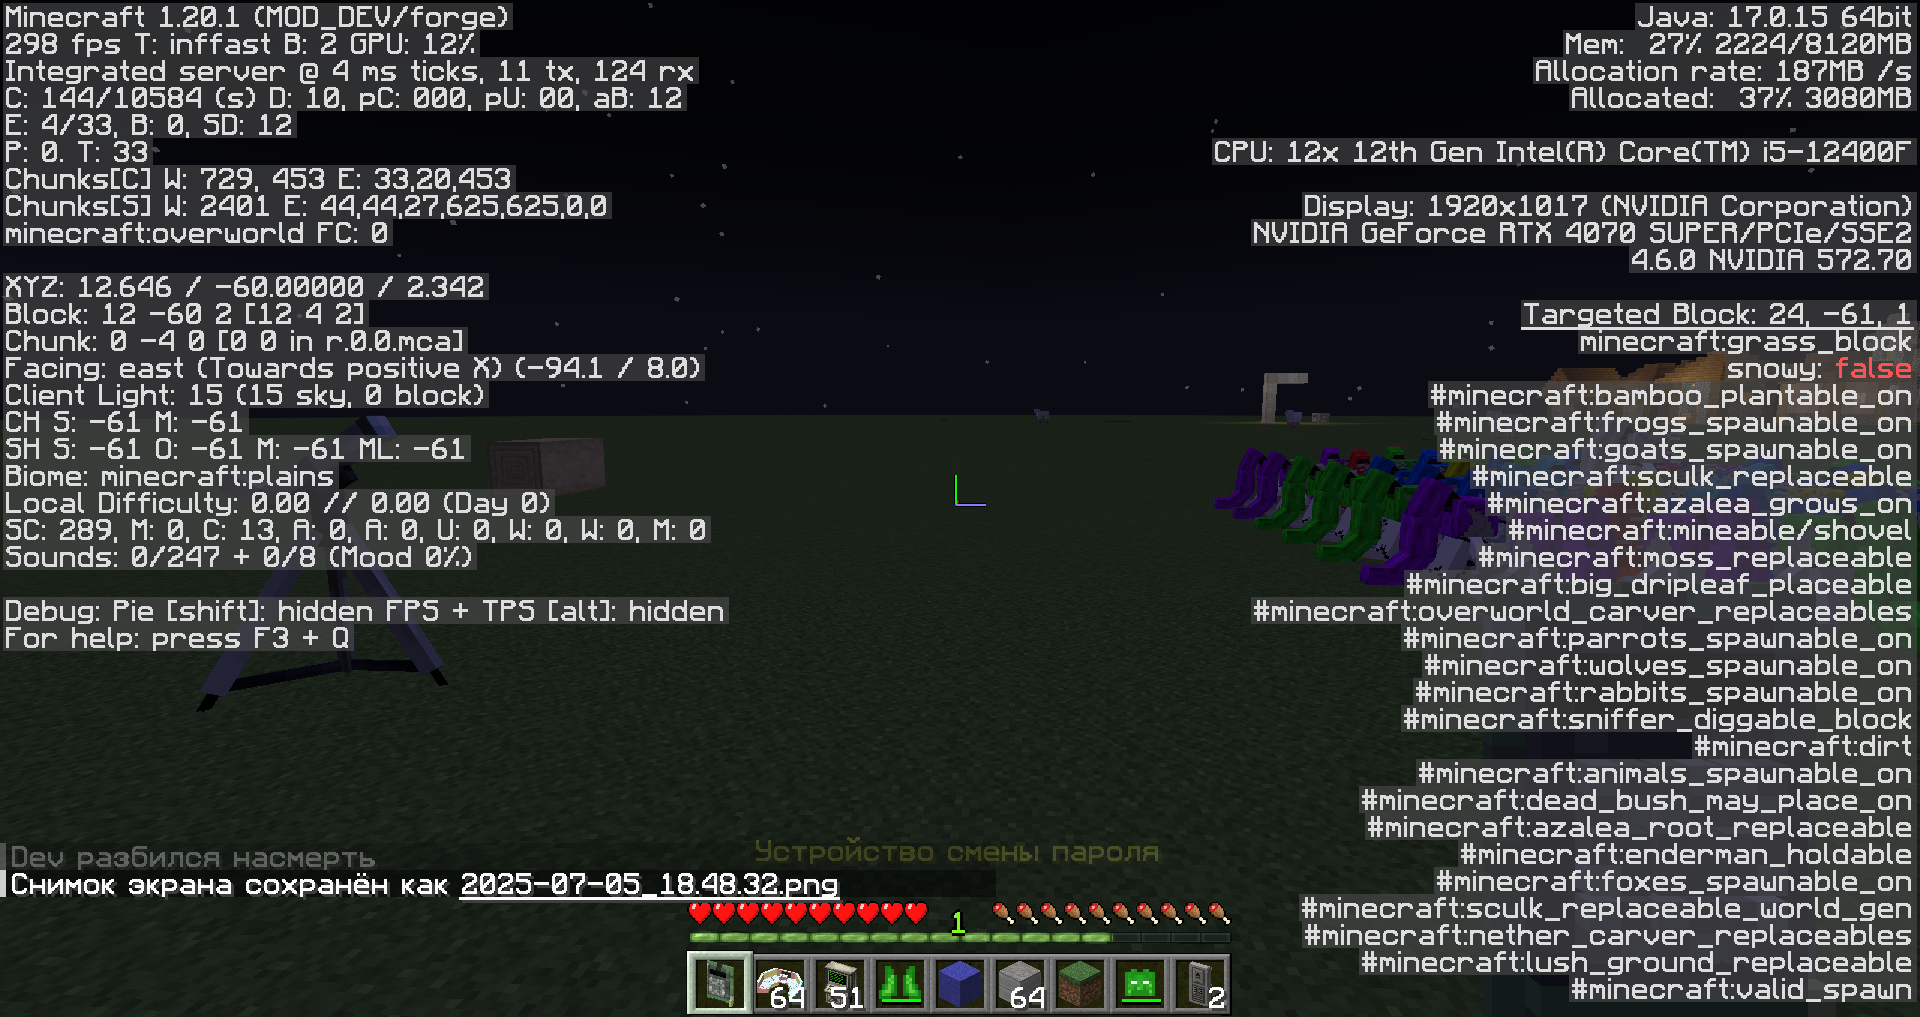 Minecraft 1.20.1 (MOD_DEV/forge)
298 fps T: inffast B: 2 GPU: 12%
Integrated server @ 4 ms ticks, 11 tx, 124 rx
C: 144/10584 (s) D: 10, pC: 000, pU: 00, aB: 12
E: 4/33, B: 0, SD: 12
P: 0. T: 33
Chunks[C] W: 729, 453 E: 33,20,453
Chunks[S] W: 2401 E: 44,44,27,625,625,0,0
minecraft:overworld FC: 0
XYZ: 12.646 / -60.00000 / 2.342
Block: 12 -60 2 [12 4 2]
Chunk: 0 -4 0 [0 0 in r.0.0.mca]
Facing: east (Towards positive X) (-94.1 / 8.0)
Client Light: 15 (15 sky, 0 block)
CH S: -61 M: -61
SH S: -61 O: -61 M: -61 ML: -61
Biome: minecraft:plains
Local Difficulty: 0.00 // 0.00 (Day 0)
SC: 289, M: 0, C: 13, A: 0, A: 0, U: 0, W: 0, W: 0, M: 0
Sounds: 0/247 + 0/8 (Mood 0%)
Debug: Pie [shift]: hidden FPS + TPS [alt]: hidden
For help: press F3 + Q
Java: 17.0.15 64bit
Mem: 27% 2224/8120MB
Allocation rate: 187MB /s
Allocated: 37% 3080MB
CPU: 12x 12th Gen Intel(R) Core(TM) i5-12400F
Display: 1920x1017 (NVIDIA Corporation)
NVIDIA GeForce RTX 4070 SUPER/PCIe/SSE2
4.6.0 NVIDIA 572.70
Targeted Block: 24, -61, 1
minecraft:grass_block
snowy: false
#minecraft:bamboo_plantable_on
#minecraft:frogs_spawnable_on
#minecraft:goats_spawnable_on
#minecraft:sculk_replaceable
#minecraft:azalea_grows_on
#minecraft:mineable/shovel
#minecraft:moss_replaceable
#minecraft:big_dripleaf_placeable
#minecraft:overworld_carver_replaceables
#minecraft:parrots_spawnable_on
#minecraft:wolves_spawnable_on
#minecraft:rabbits_spawnable_on
#minecraft:sniffer_diggable_block
#minecraft:dirt
#minecraft:animals_spawnable_on
#minecraft:dead_bush_may_place_on
#minecraft:azalea_root_replaceable
#minecraft:enderman_holdable
#minecraft:foxes_spawnable_on
#minecraft:sculk_replaceable_world_gen
#minecraft:nether_carver_replaceables
#minecraft:lush_ground_replaceable
#minecraft:valid_spawn
Устройство смены пароля
Dev разбился насмерть
Снимок экрана сохранён как 2025-07-05_18.48.32.png
1
64 51 64 2